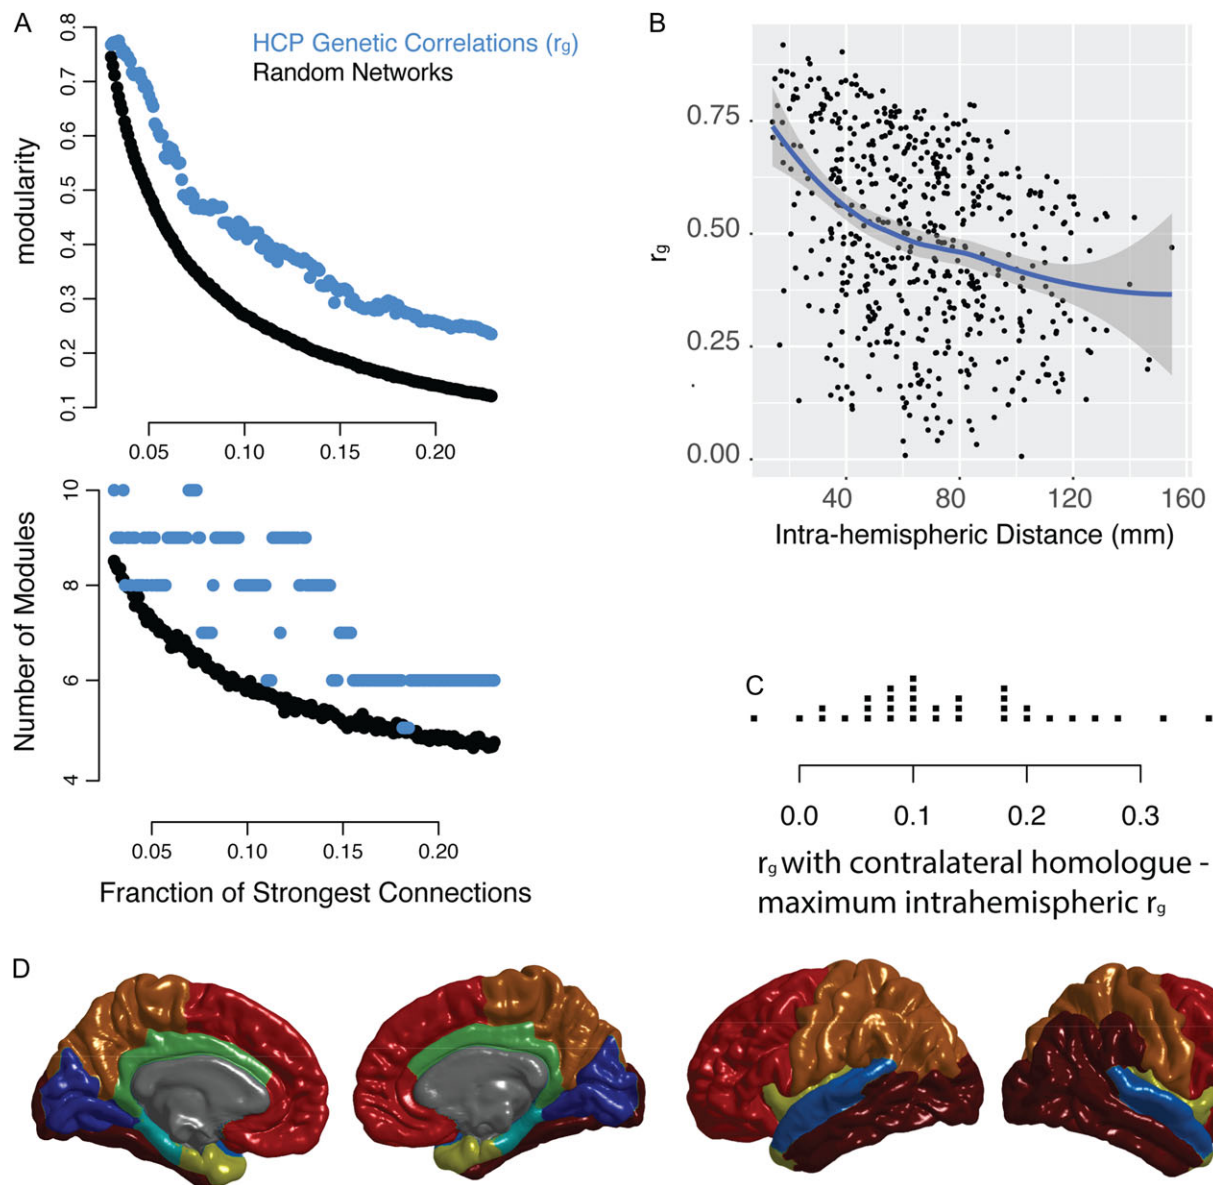 A
HCP Genetic Correlations (rg)
Random Networks
modularity
0.8
0.7
0.6
0.5
0.4
0.3
0.2
0.1
0.05 0.10 0.15 0.20
Number of Modules
10
8
6
4
0.05 0.10 0.15 0.20
Franction of Strongest Connections
B
rg
0.75
0.50
0.25
0.00
40 80 120 160
Intra-hemispheric Distance (mm)
C
0.0 0.1 0.2 0.3
rg with contralateral homologue -
maximum intrahemispheric rg
D